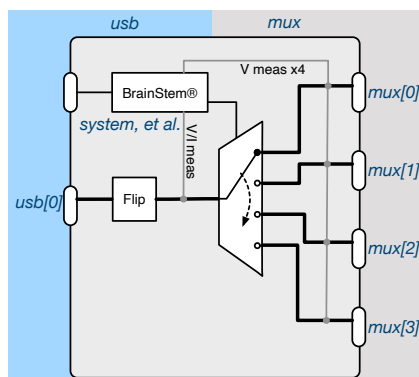 usb
mux
V meas x4
BrainStem®
mux[0]
system, et al.
V/I meas
mux[1]
Flip
usb[0]
mux[2]
mux[3]